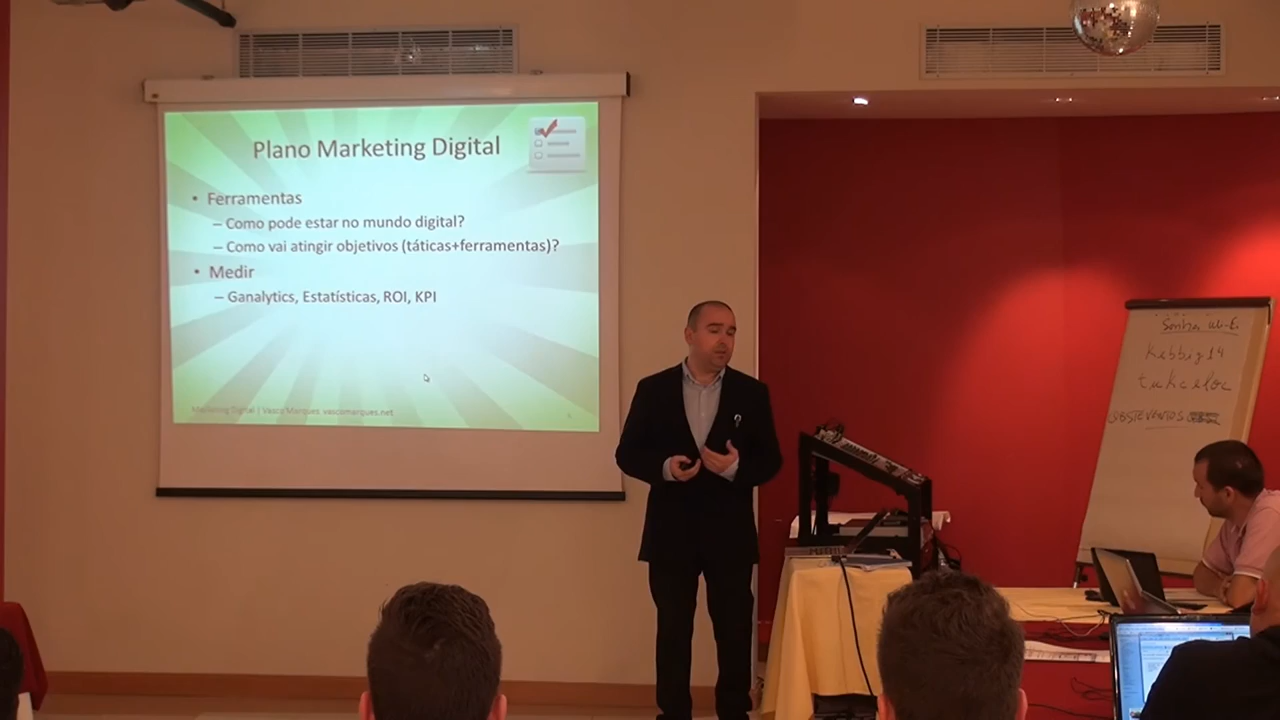 Plano Marketing Digital
• Ferramentas
– Como pode estar no mundo digital?
– Como vai atingir objetivos (táticas+ferramentas)?
• Medir
– Ganalytics, Estatísticas, ROI, KPI
Marketing Digital | Vasco Marques vascomarques.net
Kebbig14